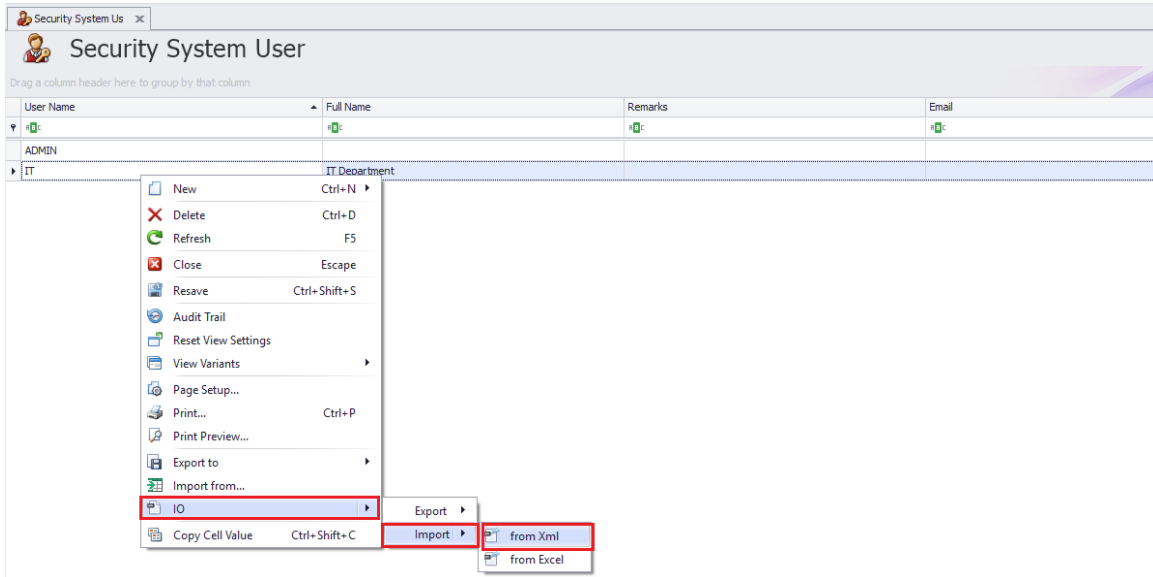 Security System Us
Security System User
Drag a column header here to group by that column
User Name Full Name Remarks Email
ADMIN
IT IT Department
New Ctrl+N
Delete Ctrl+D
Refresh F5
Close Escape
Resave Ctrl+Shift+S
Audit Trail
Reset View Settings
View Variants
Page Setup...
Print... Ctrl+P
Print Preview...
Export to
Import from...
IO Export
Copy Cell Value Ctrl+Shift+C Import from Xml
from Excel